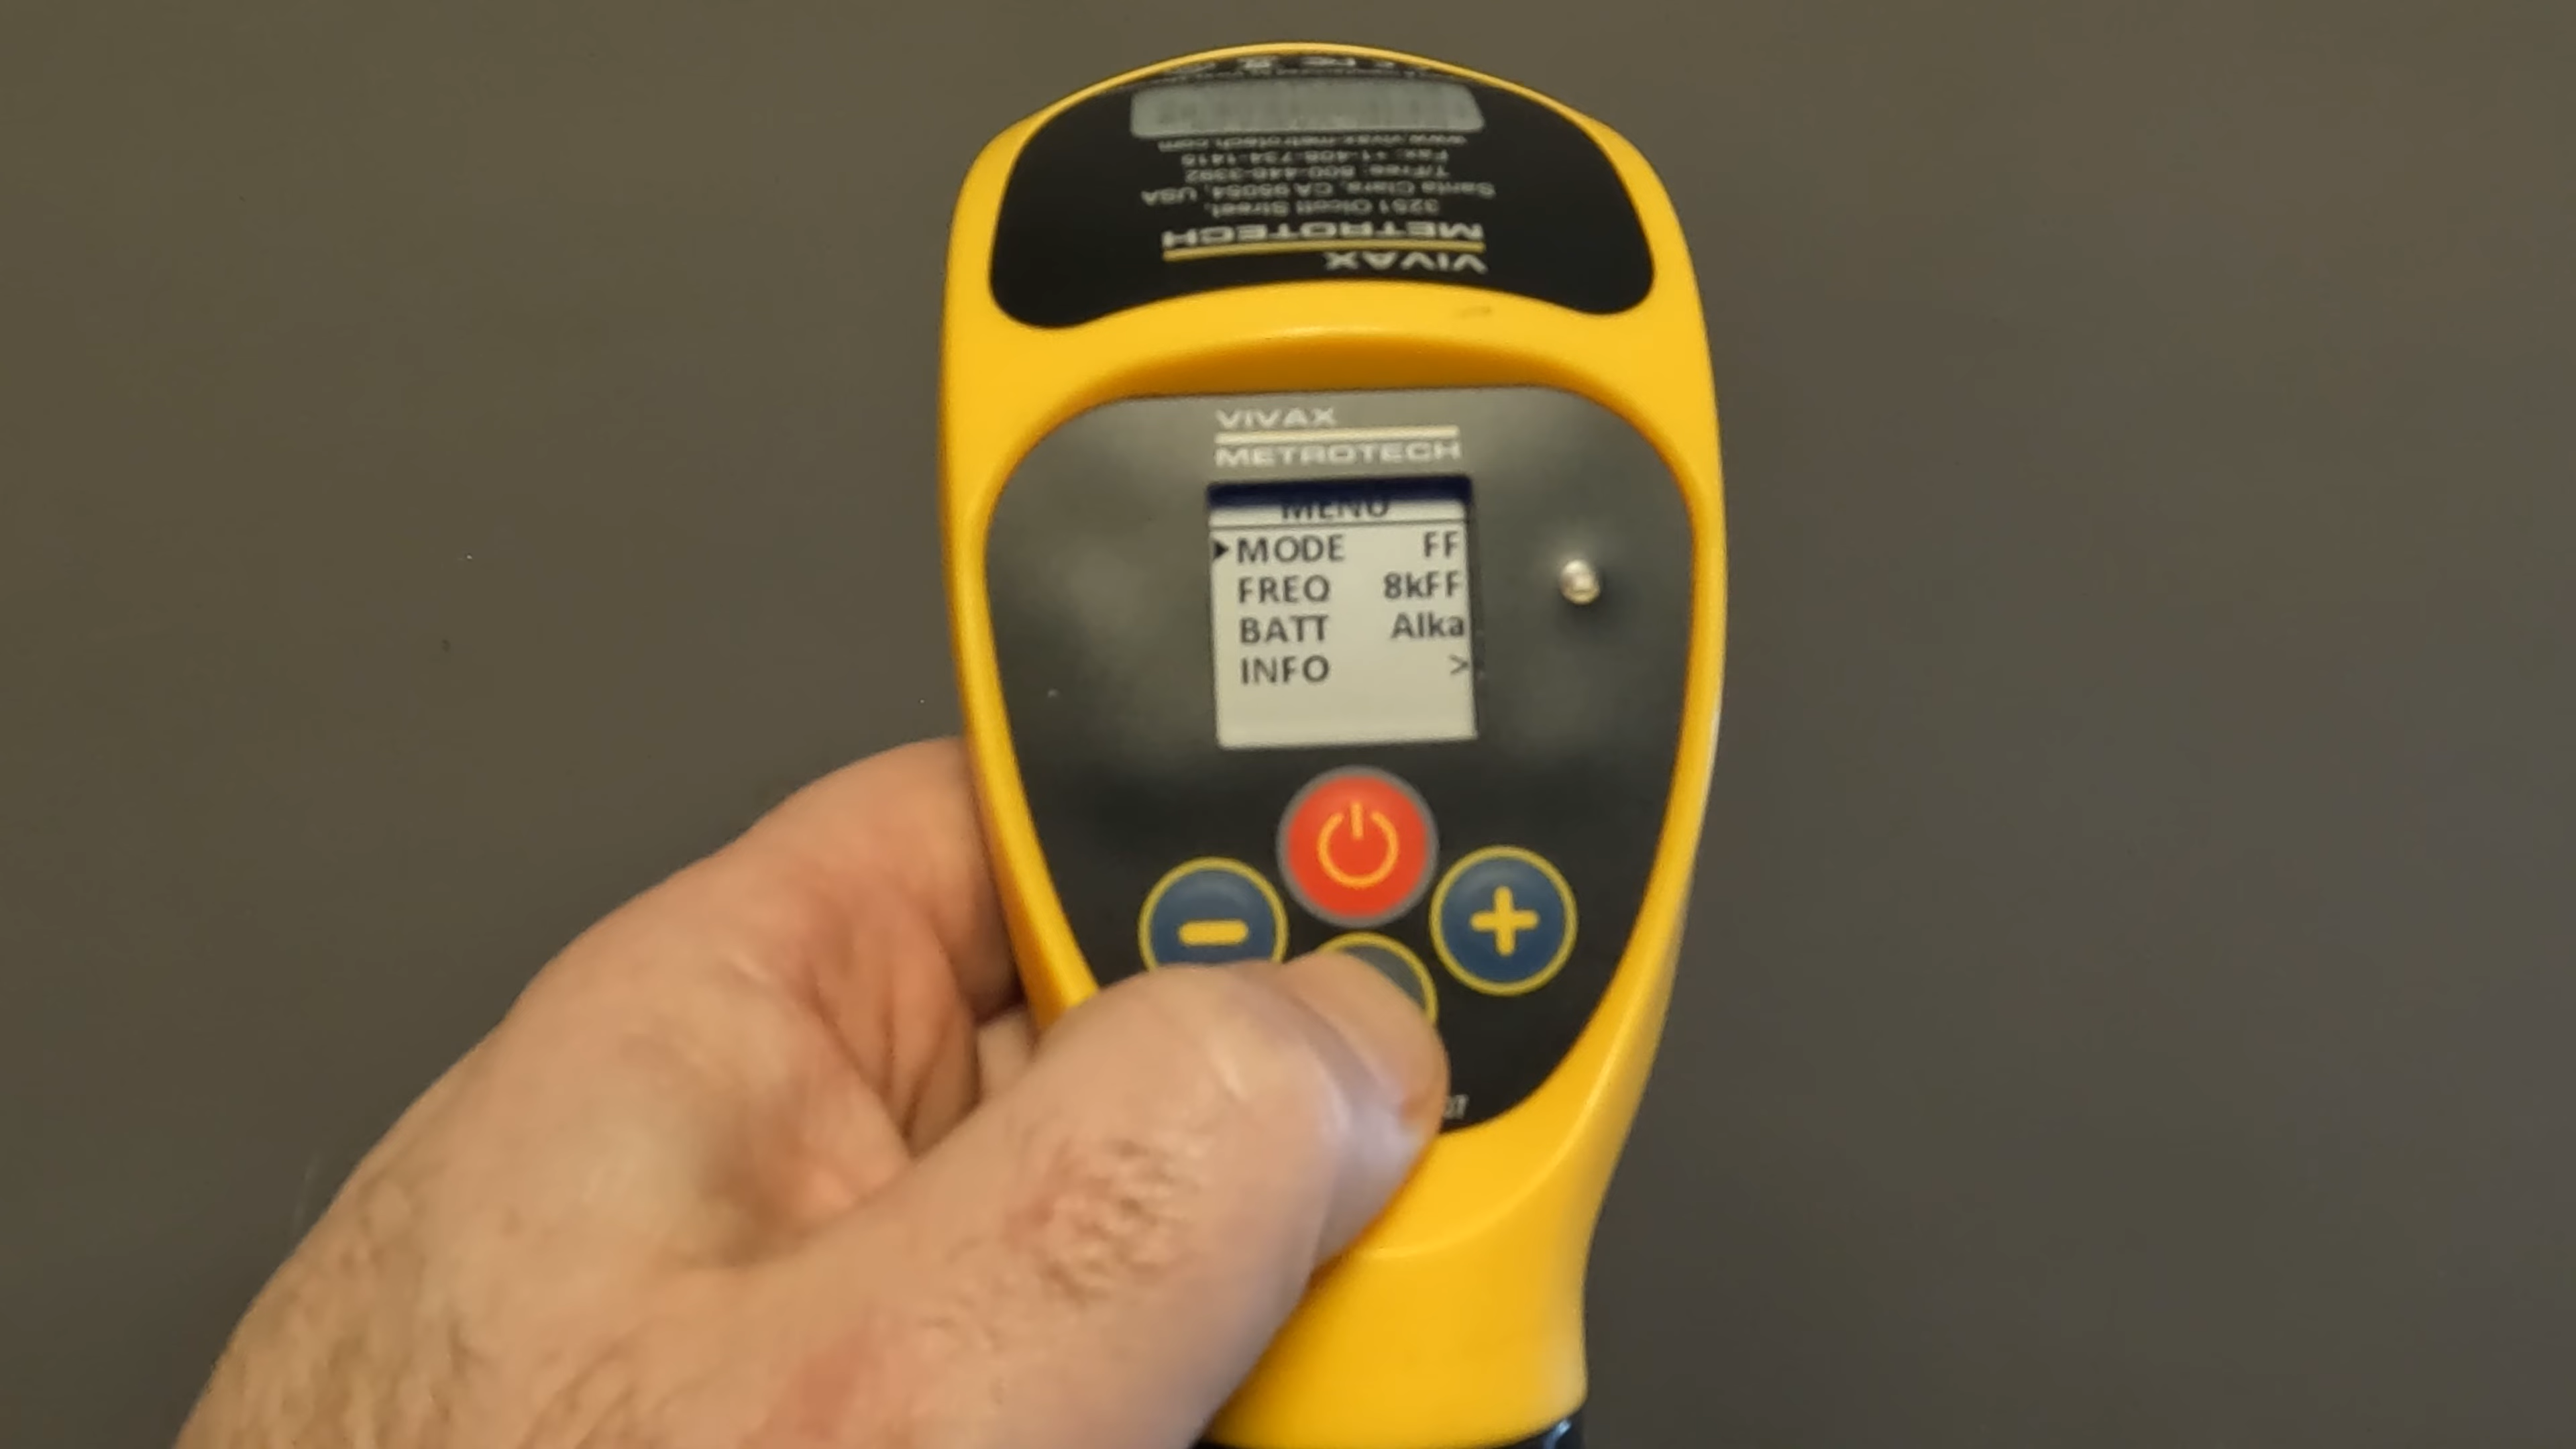 www.vivax-metrotech.com
Fax: +1-408-734-1415
T/Free: 800-446-3392
Santa Clara, CA 95054, USA
3251 Olcott Street,
METROTECH
VIVAX
VIVAX
METROTECH
MENU
MODE FF
FREQ 8kFF
BATT Alka
INFO >